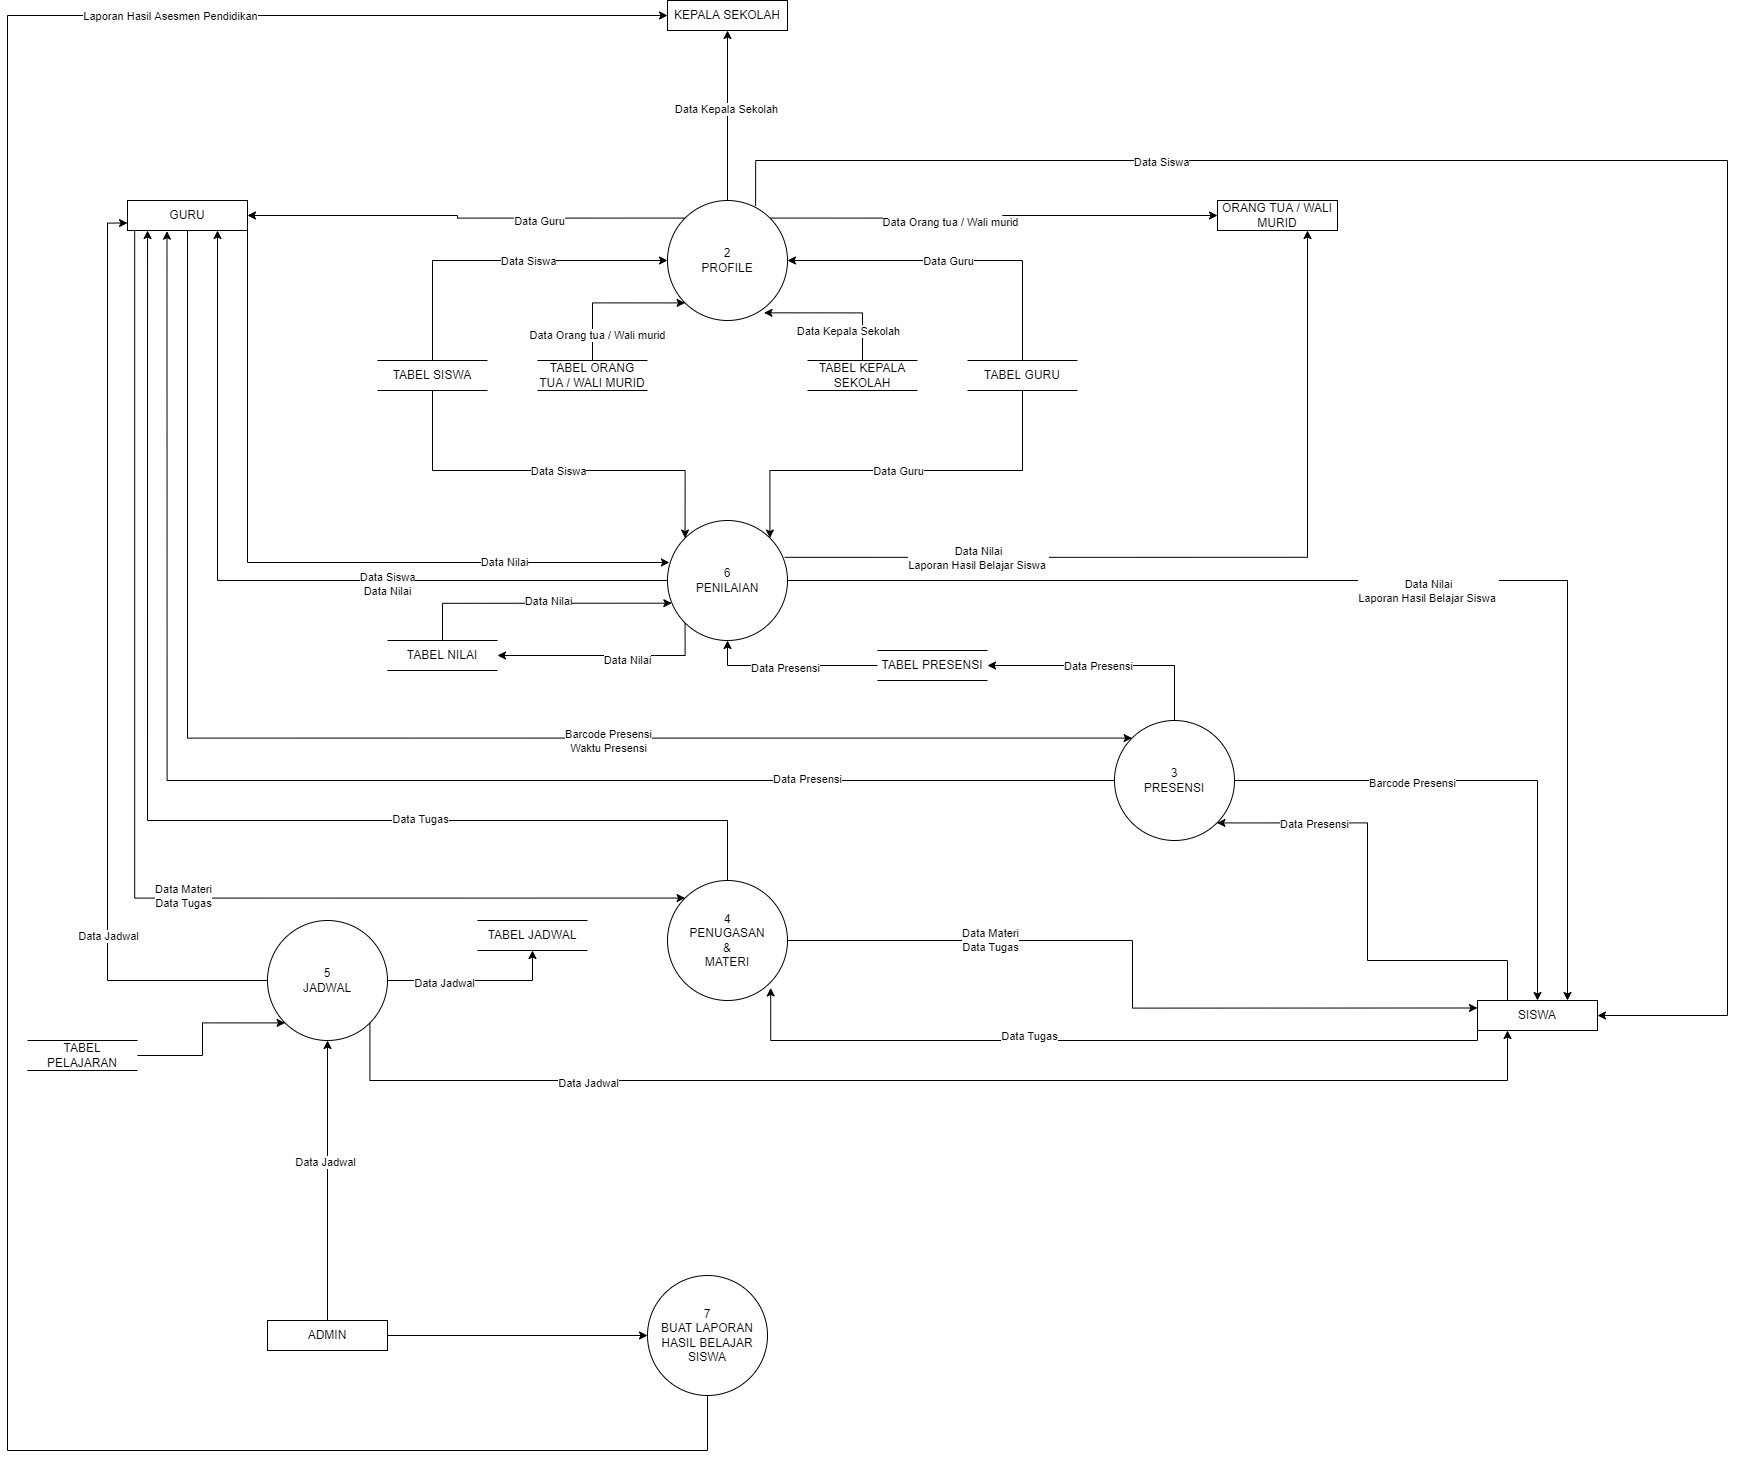 Laporan Hasil Asesmen Pendidikan
KEPALA SEKOLAH
Data Kepala Sekolah
Data Siswa
GURU
Data Guru
Data Orang tua / Wali murid
ORANG TUA / WALI
MURID
2
PROFILE
Data Siswa
Data Guru
Data Orang tua / Wali murid
Data Kepala Sekolah
TABEL SISWA
TABEL ORANG
TUA / WALI MURID
TABEL KEPALA
SEKOLAH
TABEL GURU
Data Siswa
Data Guru
Data Nilai
6
PENILAIAN
Data Nilai
Laporan Hasil Belajar Siswa
Data Siswa
Data Nilai
Data Nilai
Laporan Hasil Belajar Siswa
Data Nilai
TABEL NILAI
Data Nilai
Data Presensi
TABEL PRESENSI
Data Presensi
Barcode Presensi
Waktu Presensi
3
PRESENSI
Data Presensi
Barcode Presensi
Data Tugas
Data Presensi
Data Materi
Data Tugas
4
PENUGASAN
&
MATERI
Data Materi
Data Tugas
Data Jadwal
TABEL JADWAL
5
JADWAL
Data Jadwal
SISWA
Data Tugas
TABEL
PELAJARAN
Data Jadwal
Data Jadwal
ADMIN
7
BUAT LAPORAN
HASIL BELAJAR
SISWA